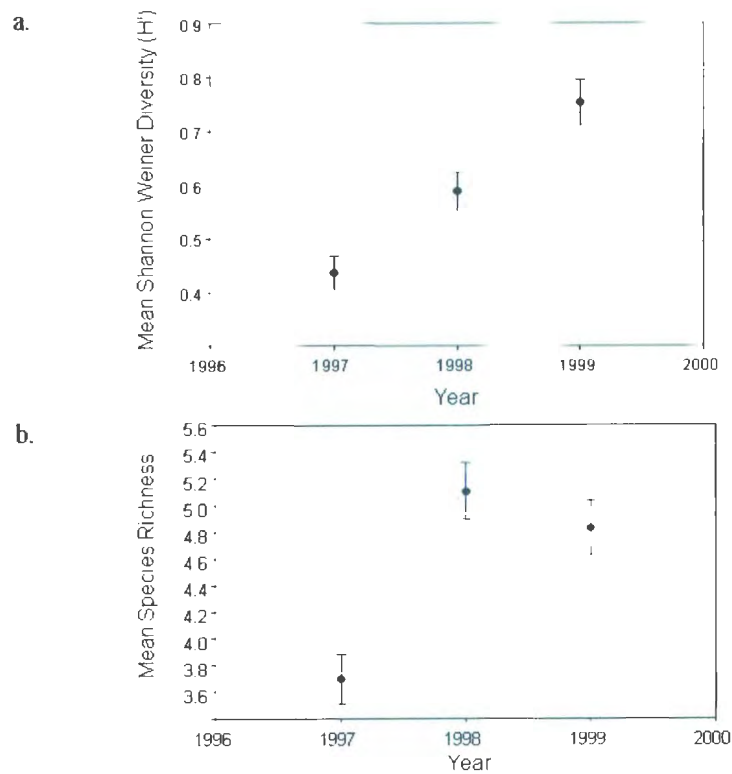 a.
Mean Shannon Weiner Diversity (H')
0 9
0 8
0 7
0 6
0.5
0.4
1996 1997 1998 1999 2000
Year
b.
Mean Species Richness
5.6
5.4
5.2
5.0
4.8
4.6
4.4
4.2
4.0
3.8
3.6
1996 1997 1998 1999 2000
Year